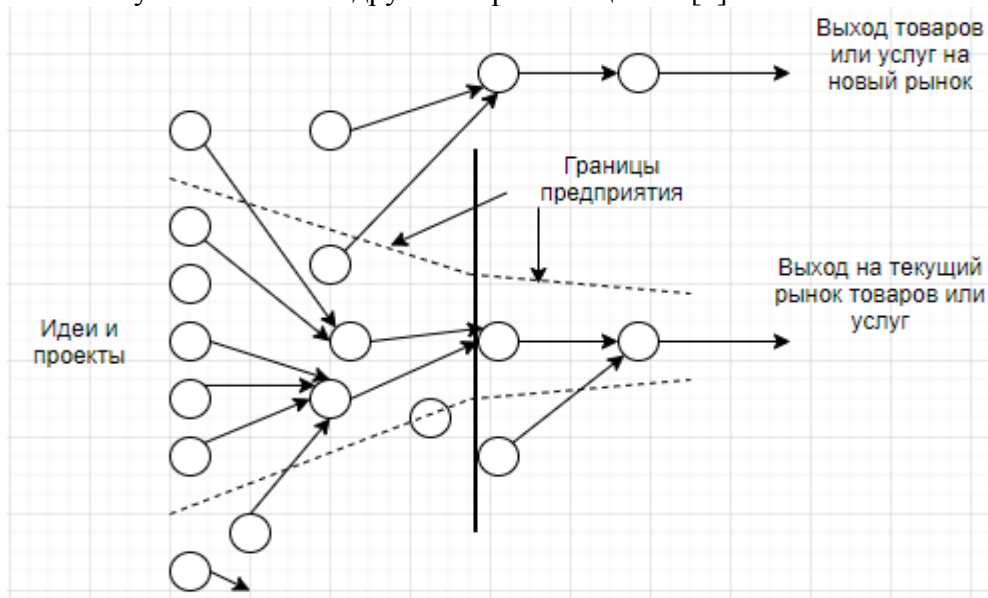 Выход товаров
или услуг на
новый рынок
Границы
предприятия
Выход на текущий
рынок товаров или
услуг
Идеи и
проекты